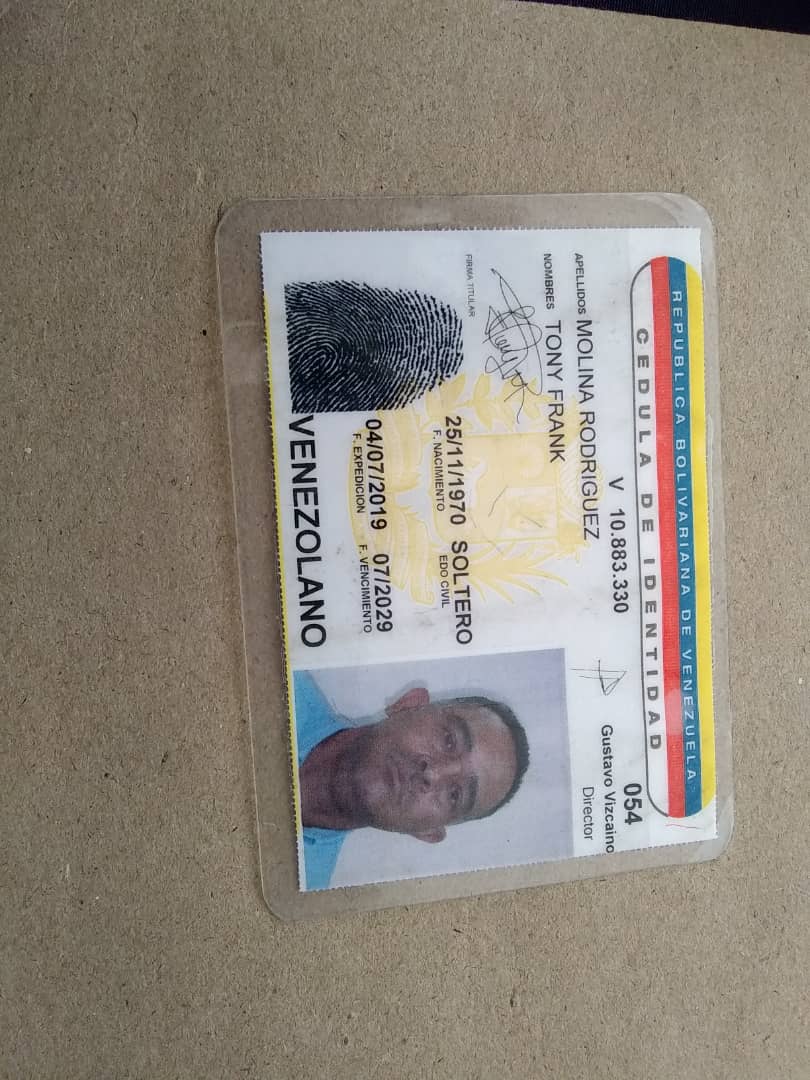 REPUBLICA BOLIVARIANA DE VENEZUELA
CEDULA DE IDENTIDAD
V 10.883.330
054
Gustavo Vizcaino
Director
APELLIDOS MOLINA RODRIGUEZ
NOMBRES TONY FRANK
FIRMA TITULAR
25/11/1970 SOLTERO
F. NACIMIENTO EDO CIVIL
04/07/2019 07/2029
F. EXPEDICION F. VENCIMIENTO
VENEZOLANO